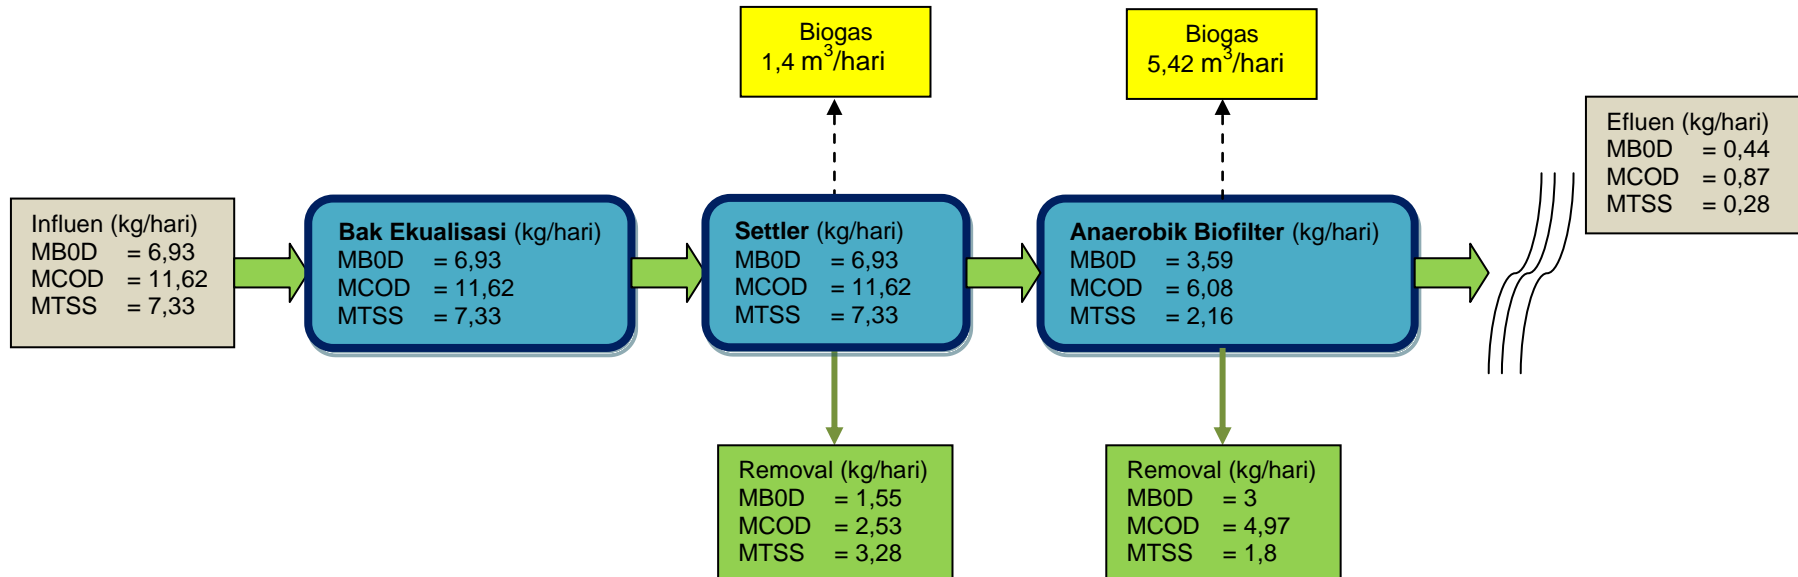 Biogas
1,4 m³/hari
Biogas
5,42 m³/hari
Influen (kg/hari)
MB0D = 6,93
MCOD = 11,62
MTSS = 7,33
Bak Ekualisasi (kg/hari)
MB0D = 6,93
MCOD = 11,62
MTSS = 7,33
Settler (kg/hari)
MB0D = 6,93
MCOD = 11,62
MTSS = 7,33
Anaerobik Biofilter (kg/hari)
MB0D = 3,59
MCOD = 6,08
MTSS = 2,16
Efluen (kg/hari)
MB0D = 0,44
MCOD = 0,87
MTSS = 0,28
Removal (kg/hari)
MB0D = 1,55
MCOD = 2,53
MTSS = 3,28
Removal (kg/hari)
MB0D = 3
MCOD = 4,97
MTSS = 1,8